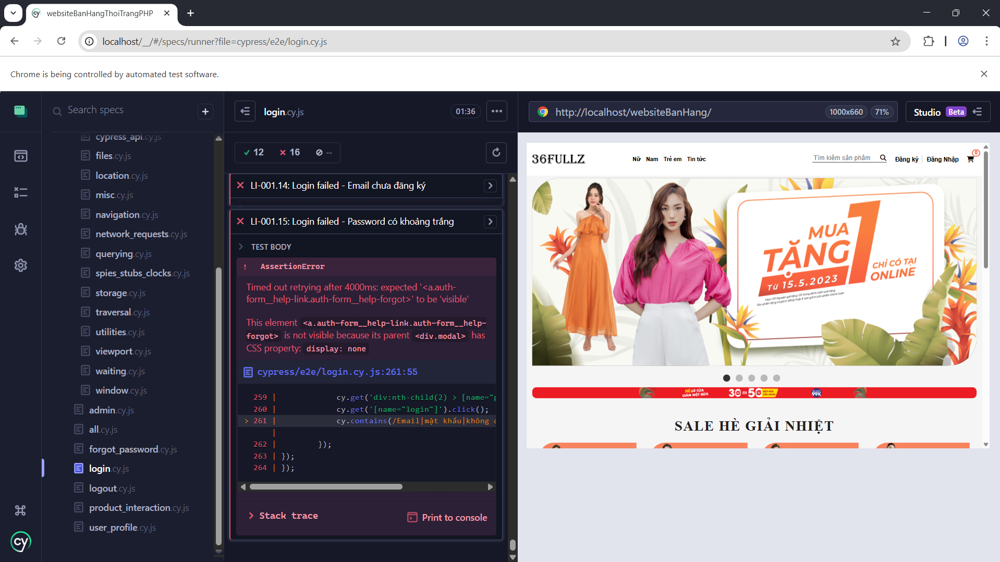 websiteBanHangThoiTrangPHP
localhost/__/#/specs/runner?file=cypress/e2e/login.cy.js
Chrome is being controlled by automated test software.
Search specs
cypress_api.cy.js
files.cy.js
location.cy.js
misc.cy.js
navigation.cy.js
network_requests.cy.js
querying.cy.js
spies_stubs_clocks.cy.js
storage.cy.js
traversal.cy.js
utilities.cy.js
viewport.cy.js
waiting.cy.js
window.cy.js
admin.cy.js
all.cy.js
forgot_password.cy.js
login.cy.js
logout.cy.js
product_interaction.cy.js
user_profile.cy.js
cy
login.cy.js
01:36
12 16 --
LI-001.14: Login failed - Email chưa đăng ký
LI-001.15: Login failed - Password có khoảng trắng
TEST BODY
! AssertionError
Timed out retrying after 4000ms: expected '<a.auth-
form__help-link.auth-form__help-forgot>' to be 'visible'
This element <a.auth-form__help-link.auth-form__help-
forgot> is not visible because its parent <div.modal> has
CSS property: display: none
cypress/e2e/login.cy.js:261:55
259 | cy.get('div:nth-child(2) > [name="p
260 | cy.get('[name="login"]').click();
> 261 | cy.contains(/Email|mật khẩu|không
|
262 | });
263 | });
264 | });
Stack trace
Print to console
http://localhost/websiteBanHang/
1000x660
71%
Studio Beta
36FULLZ
Nữ Nam Trẻ em Tin tức
Tìm kiếm sản phẩm
Đăng ký
Đăng Nhập
0
MUA
TẶNG 1
CHỈ CÓ TẠI
ONLINE
Từ 15.5.2023
HÈ GÕ CỬA
GIẢM MỘT MÙA
30 - 50
99K
SALE HÈ GIẢI NHIỆT